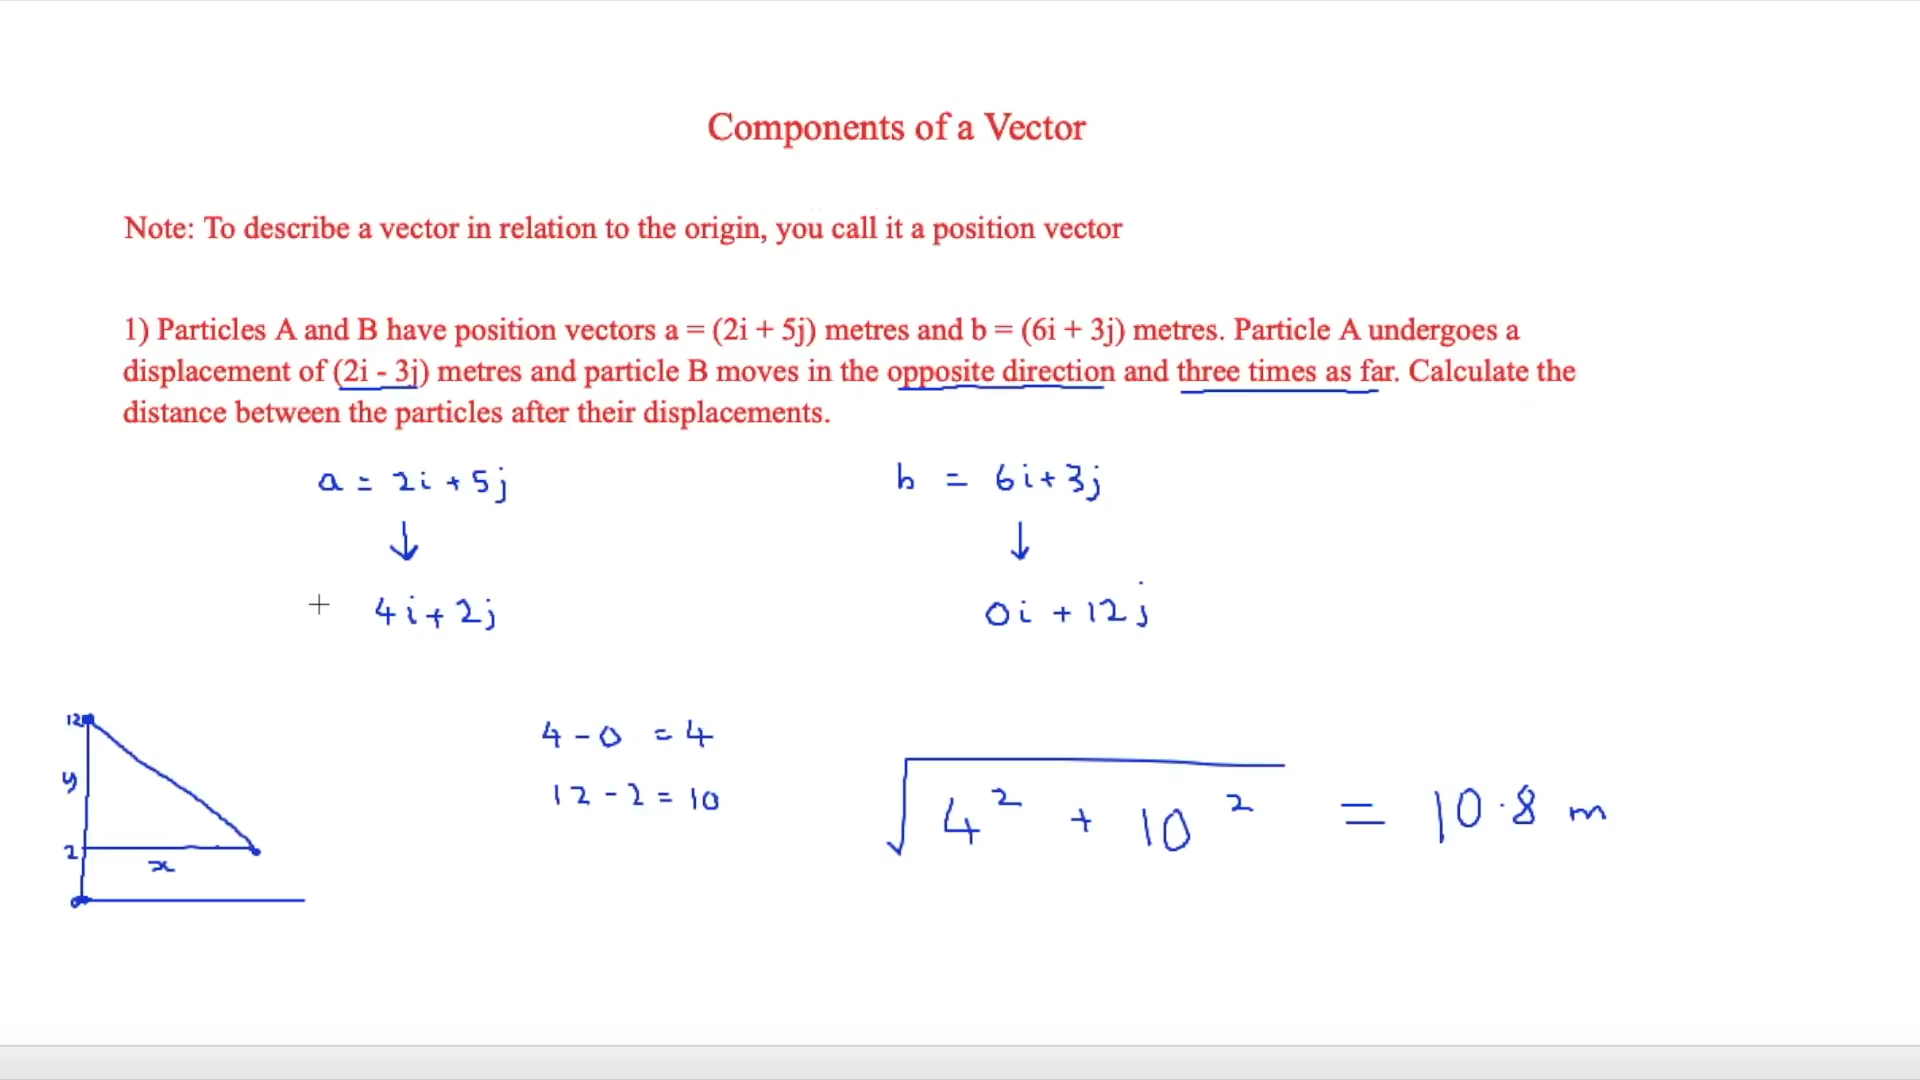 Components of a Vector
Note: To describe a vector in relation to the origin, you call it a position vector
1) Particles A and B have position vectors a = (2i + 5j) metres and b = (6i + 3j) metres. Particle A undergoes a
displacement of (2i - 3j) metres and particle B moves in the opposite direction and three times as far. Calculate the
distance between the particles after their displacements.
a = 2i + 5j
b = 6i + 3j
↓
↓
4i + 2j
0i + 12j
12
y
2
x
0
4 - 0 = 4
12 - 2 = 10
√4² + 10² = 10.8 m